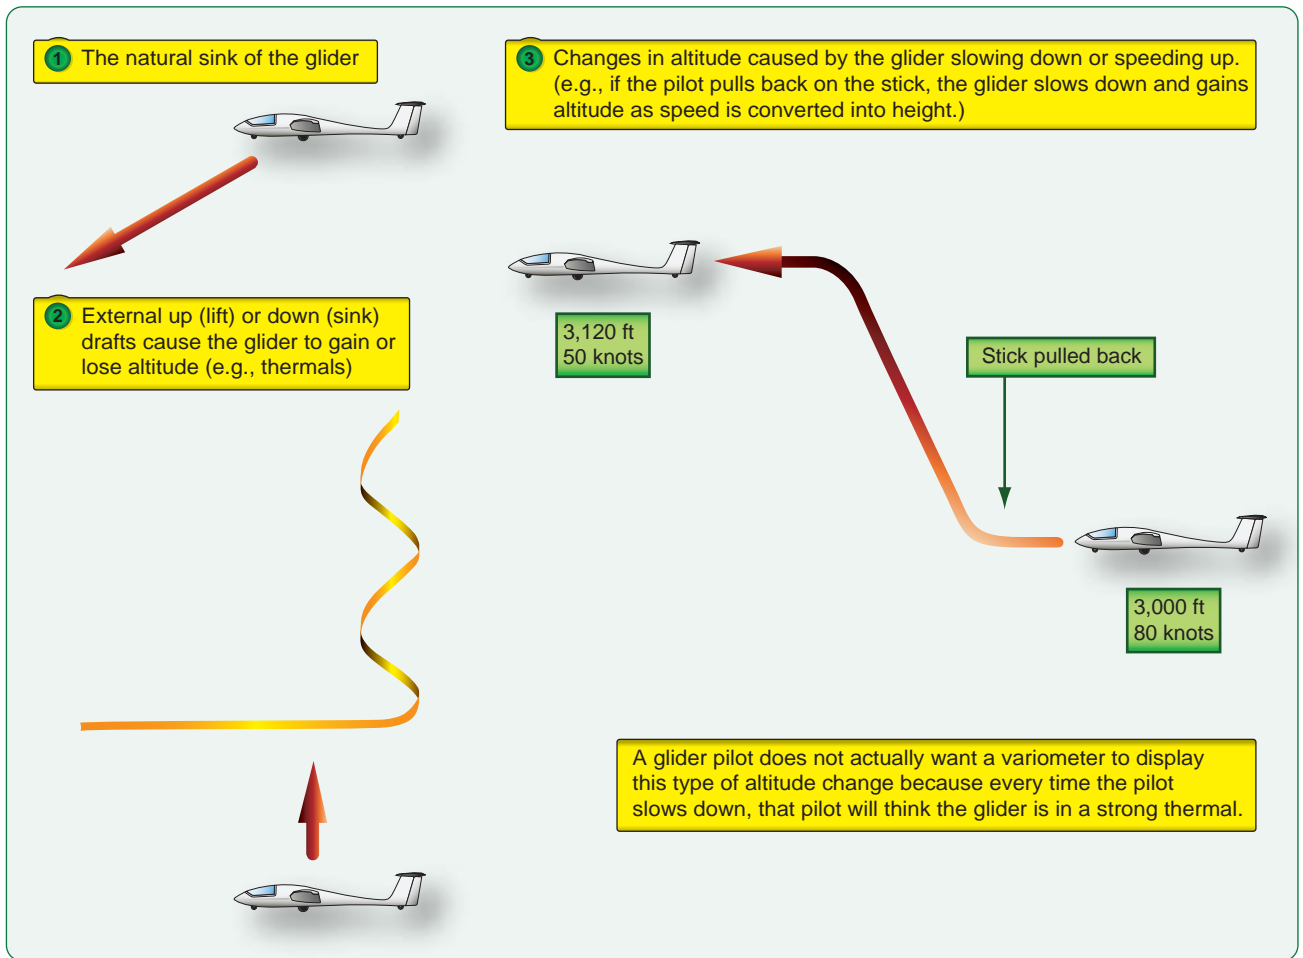 1 The natural sink of the glider
2 External up (lift) or down (sink)
drafts cause the glider to gain or
lose altitude (e.g., thermals)
3 Changes in altitude caused by the glider slowing down or speeding up.
(e.g., if the pilot pulls back on the stick, the glider slows down and gains
altitude as speed is converted into height.)
3,120 ft
50 knots
Stick pulled back
3,000 ft
80 knots
A glider pilot does not actually want a variometer to display
this type of altitude change because every time the pilot
slows down, that pilot will think the glider is in a strong thermal.